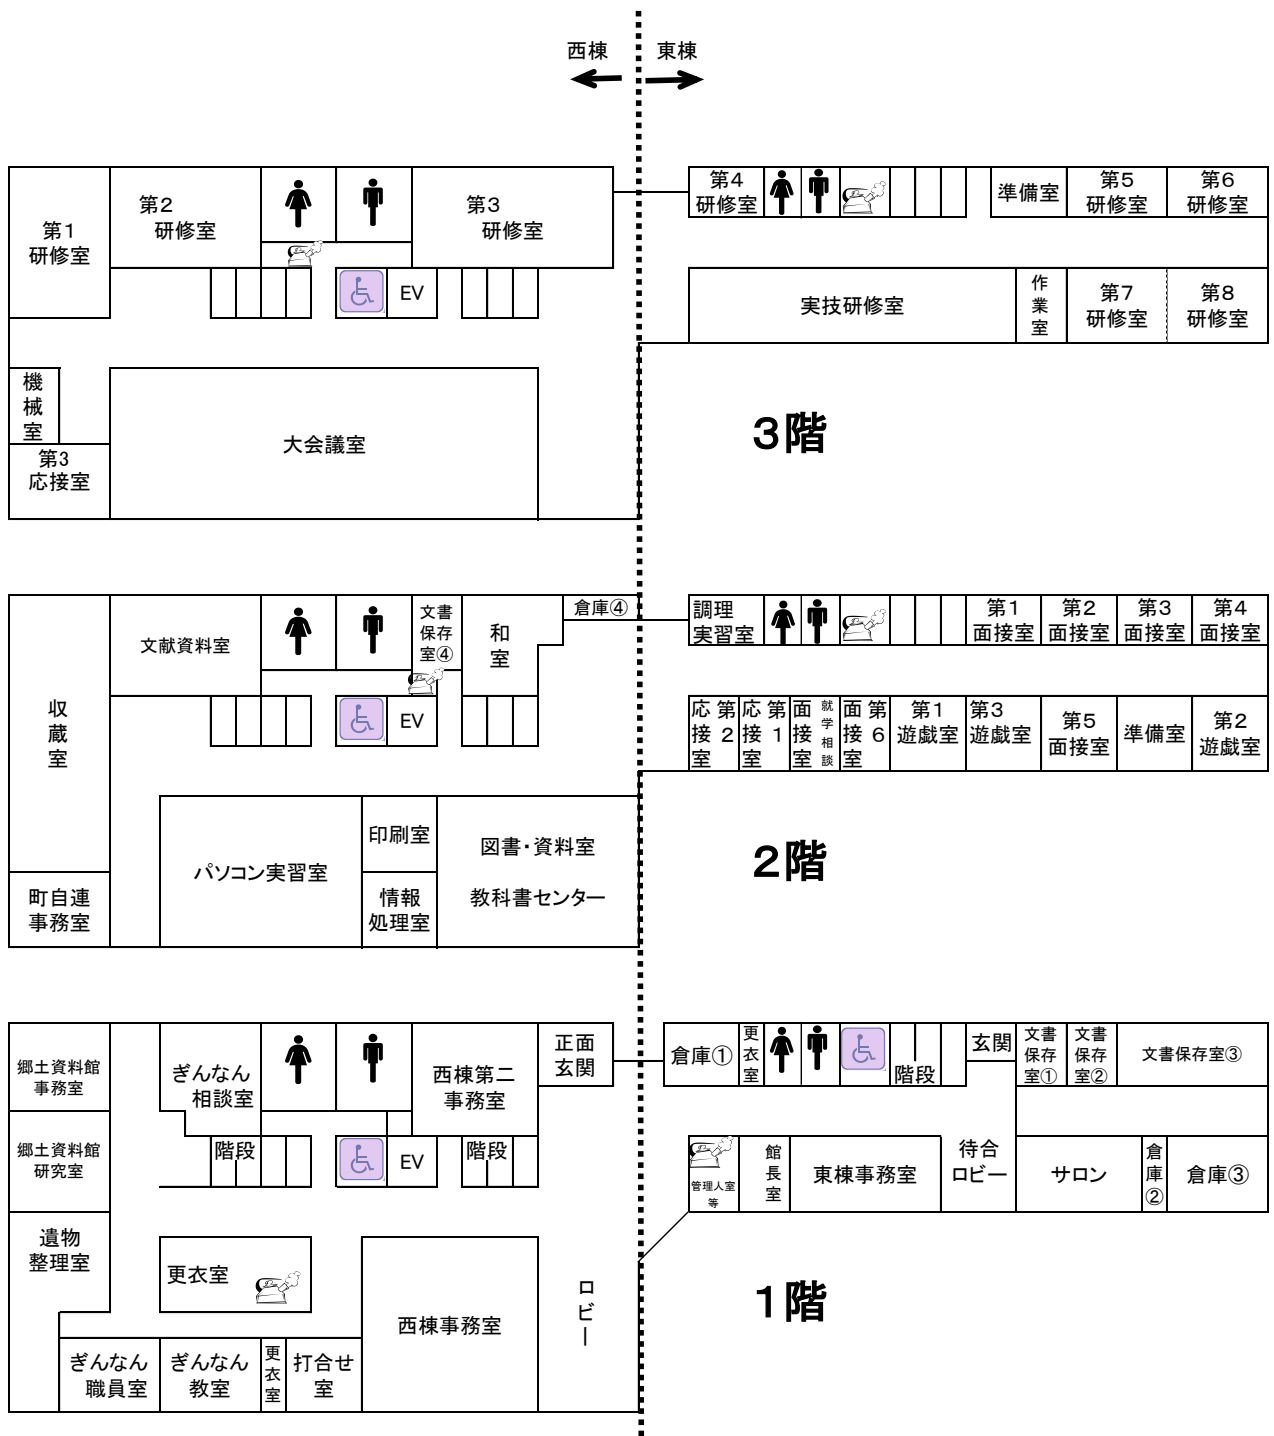 西棟
東棟
第1
研修室
第2
研修室
第3
研修室
EV
第4
研修室
準備室
第5
研修室
第6
研修室
実技研修室
作業室
第7
研修室
第8
研修室
機械室
第3
応接室
大会議室
3階
収蔵室
文献資料室
文書
保存
室④
和室
倉庫④
EV
調理
実習室
第1
面接室
第2
面接室
第3
面接室
第4
面接室
第2
応接室
第1
応接室
就学相談
面接室
第6
面接室
第1
遊戯室
第3
遊戯室
第5
面接室
準備室
第2
遊戯室
町自連
事務室
パソコン実習室
印刷室
情報
処理室
図書・資料室
教科書センター
2階
郷土資料館
事務室
ぎんなん
相談室
西棟第二
事務室
正面
玄関
倉庫①
更衣室
階段
玄関
文書
保存
室①
文書
保存
室②
文書保存室③
郷土資料館
研究室
階段
EV
階段
管理人室
等
館長室
東棟事務室
待合
ロビー
サロン
倉庫②
倉庫③
遺物
整理室
更衣室
西棟事務室
ロビー
1階
ぎんなん
職員室
ぎんなん
教室
更衣室
打合せ
室